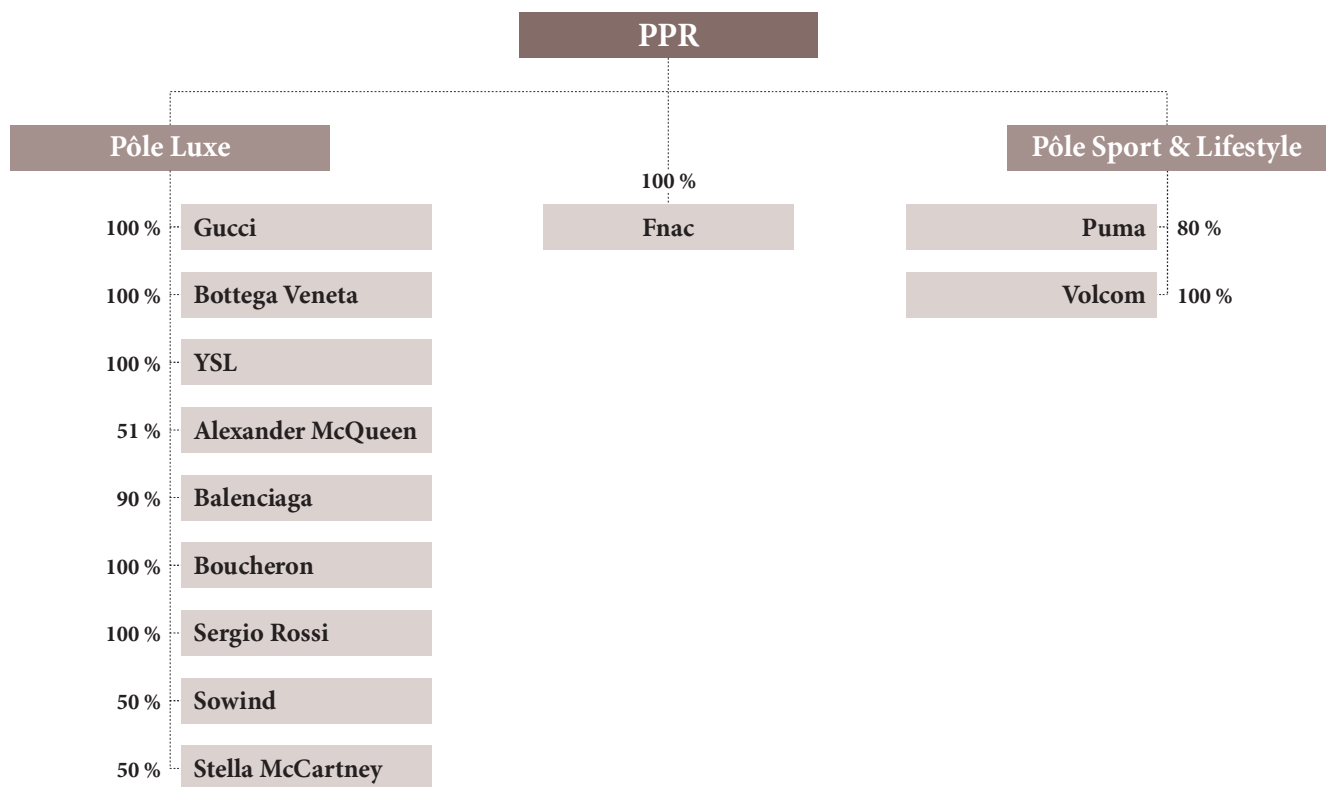 PPR
Pôle Luxe
100 % Gucci
100 % Bottega Veneta
100 % YSL
51 % Alexander McQueen
90 % Balenciaga
100 % Boucheron
100 % Sergio Rossi
50 % Sowind
50 % Stella McCartney
100 %
Fnac
Pôle Sport & Lifestyle
Puma 80 %
Volcom 100 %